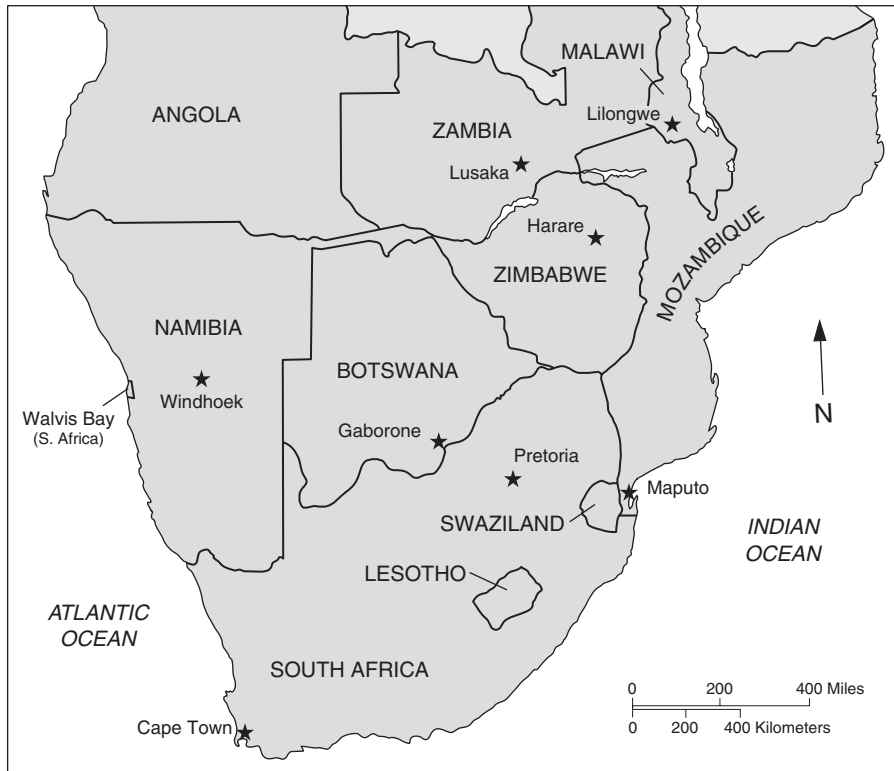 MALAWI
ANGOLA
Lilongwe
ZAMBIA
Lusaka
Harare
MOZAMBIQUE
ZIMBABWE
NAMIBIA
BOTSWANA
Windhoek
Walvis Bay
(S. Africa)
N
Gaborone
Pretoria
Maputo
SWAZILAND
INDIAN
OCEAN
LESOTHO
ATLANTIC
OCEAN
SOUTH AFRICA
0 200 400 Miles
0 200 400 Kilometers
Cape Town